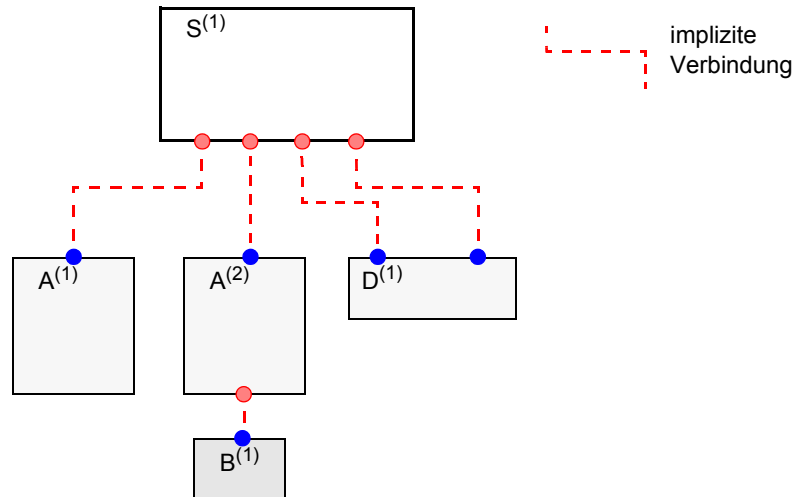 S(1)
implizite
Verbindung
A(1)
A(2)
D(1)
B(1)